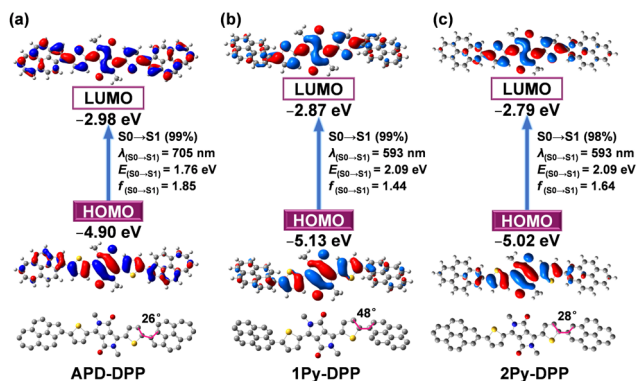 (a)
LUMO
−2.98 eV
S0→S1 (99%)
λ(S0→S1) = 705 nm
E(S0→S1) = 1.76 eV
f(S0→S1) = 1.85
HOMO
−4.90 eV
26°
APD-DPP
(b)
LUMO
−2.87 eV
S0→S1 (99%)
λ(S0→S1) = 593 nm
E(S0→S1) = 2.09 eV
f(S0→S1) = 1.44
HOMO
−5.13 eV
48°
1Py-DPP
(c)
LUMO
−2.79 eV
S0→S1 (98%)
λ(S0→S1) = 593 nm
E(S0→S1) = 2.09 eV
f(S0→S1) = 1.64
HOMO
−5.02 eV
28°
2Py-DPP